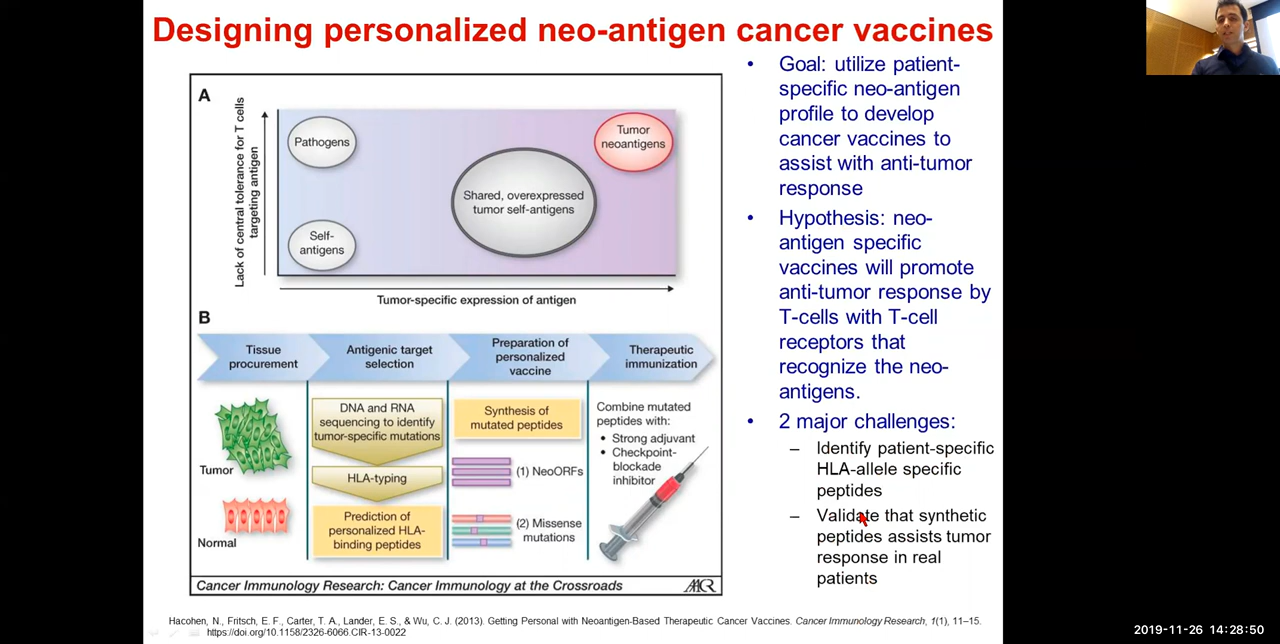 Designing personalized neo-antigen cancer vaccines
A
Lack of central tolerance for T cells
targeting antigen
Pathogens
Self-
antigens
Shared, overexpressed
tumor self-antigens
Tumor
neoantigens
Tumor-specific expression of antigen
B
Tissue
procurement
Antigenic target
selection
Preparation of
personalized
vaccine
Therapeutic
immunization
Tumor
Normal
DNA and RNA
sequencing to identify
tumor-specific mutations
HLA-typing
Prediction of
personalized HLA-
binding peptides
Synthesis of
mutated peptides
(1) NeoORFs
(2) Missense
mutations
Combine mutated
peptides with:
• Strong adjuvant
• Checkpoint-
blockade
inhibitor
Cancer Immunology Research: Cancer Immunology at the Crossroads
AACR
• Goal: utilize patient-
specific neo-antigen
profile to develop
cancer vaccines to
assist with anti-tumor
response
• Hypothesis: neo-
antigen specific
vaccines will promote
anti-tumor response by
T-cells with T-cell
receptors that
recognize the neo-
antigens.
• 2 major challenges:
– Identify patient-specific
HLA-allele specific
peptides
– Validate that synthetic
peptides assists tumor
response in real
patients
Hacohen, N., Fritsch, E. F., Carter, T. A., Lander, E. S., & Wu, C. J. (2013). Getting Personal with Neoantigen-Based Therapeutic Cancer Vaccines. Cancer Immunology Research, 1(1), 11–15.
https://doi.org/10.1158/2326-6066.CIR-13-0022
2019-11-26 14:28:50